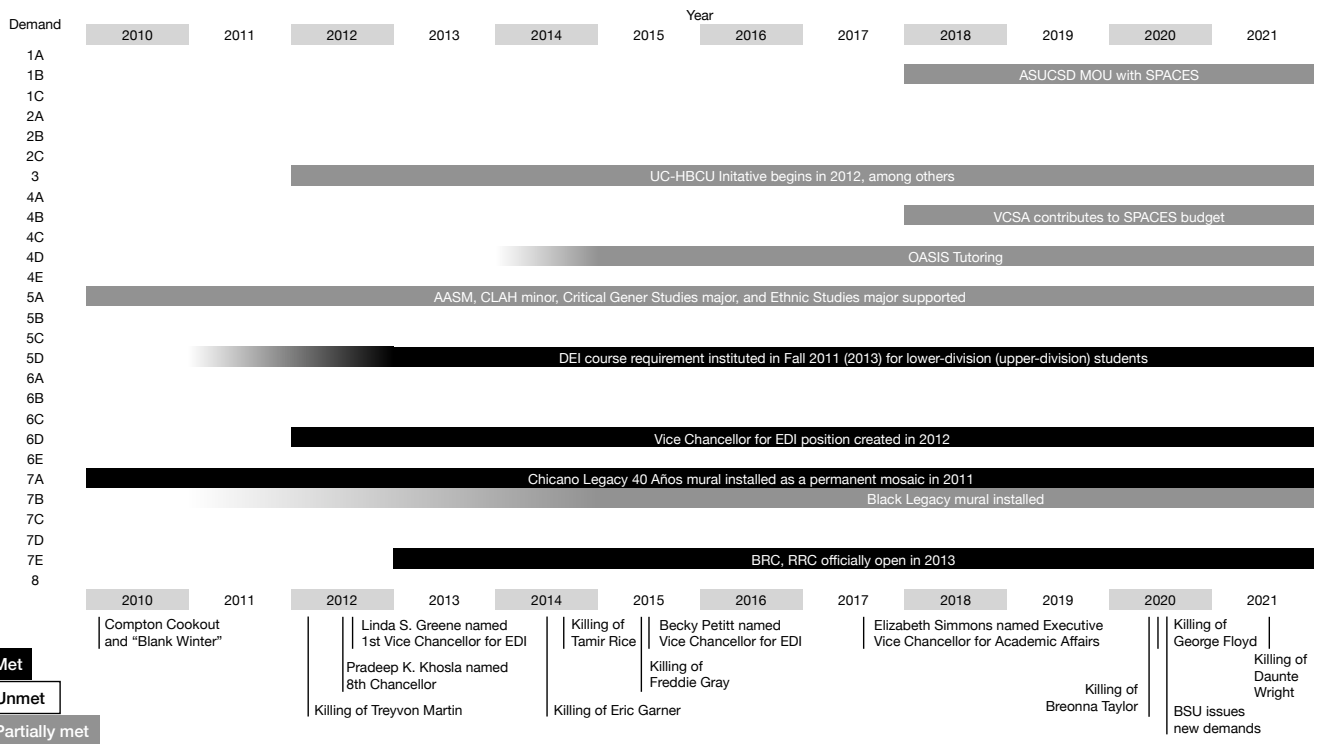 Year
Demand
2010 2011 2012 2013 2014 2015 2016 2017 2018 2019 2020 2021
1A
1B ASUCSD MOU with SPACES
1C
2A
2B
2C
3 UC-HBCU Initative begins in 2012, among others
4A
4B VCSA contributes to SPACES budget
4C
4D OASIS Tutoring
4E
5A AASM, CLAH minor, Critical Gener Studies major, and Ethnic Studies major supported
5B
5C
5D DEI course requirement instituted in Fall 2011 (2013) for lower-division (upper-division) students
6A
6B
6C
6D Vice Chancellor for EDI position created in 2012
6E
7A Chicano Legacy 40 Años mural installed as a permanent mosaic in 2011
7B Black Legacy mural installed
7C
7D
7E BRC, RRC officially open in 2013
8
2010 2011 2012 2013 2014 2015 2016 2017 2018 2019 2020 2021
Compton Cookout
and “Blank Winter”
Linda S. Greene named
1st Vice Chancellor for EDI
Pradeep K. Khosla named
8th Chancellor
Killing of Treyvon Martin
Killing of
Tamir Rice
Killing of Eric Garner
Becky Petitt named
Vice Chancellor for EDI
Killing of
Freddie Gray
Elizabeth Simmons named Executive
Vice Chancellor for Academic Affairs
Killing of
Breonna Taylor
Killing of
George Floyd
BSU issues
new demands
Killing of
Daunte
Wright
Met
Unmet
Partially met